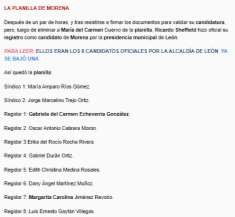 LA PLANILLA DE MORENA
Después de un par de horas, y tras resistirse a firmar los documentos para validar su candidatura,
pero, luego de eliminar a María del Carmen Cuervo de la planilla, Ricardo Sheffield hizo oficial su
registro como candidato de Morena por la presidencia municipal de León.
PARA LEER: ELLOS ERAN LOS 8 CANDIDATOS OFICIALES POR LA ALCALDÍA DE LEÓN YA
SE BAJÓ UNA
Así quedó la planilla:
Síndico 1: María Amparo Ríos Gómez.
Síndico 2: Jorge Marcelino Trejo Ortiz.
Regidor 1: Gabriela del Carmen Echeverría González.
Regidor 2: Oscar Antonio Cabrera Morón.
Regidor 3 Erika del Rocío Rocha Rivera
Regidor 4: Gabriel Durán Ortiz.
Regidor 5: Edith Christina Medina Rosales.
Regidor 6: Dany Ángel Martínez Muñoz.
Regidor 7: Margarita Carolina Jiménez Revorio.
Regidor 8: Luis Ernesto Gaytán Villegas.